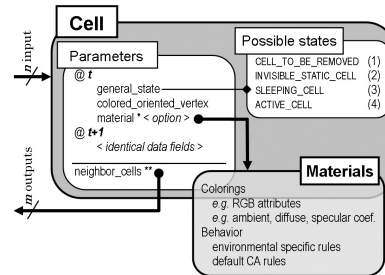 Cell
Parameters
@ t
general_state
colored_oriented_vertex
material * < option >
@ t+1
< identical data fields >
neighbor_cells **
Possible states
CELL_TO_BE_REMOVED (1)
INVISIBLE_STATIC_CELL (2)
SLEEPING_CELL (3)
ACTIVE_CELL (4)
n input
m outputs
Materials
Colorings
e.g. RGB attributes
e.g. ambient, diffuse, specular coef.
Behavior
environmental specific rules
default CA rules